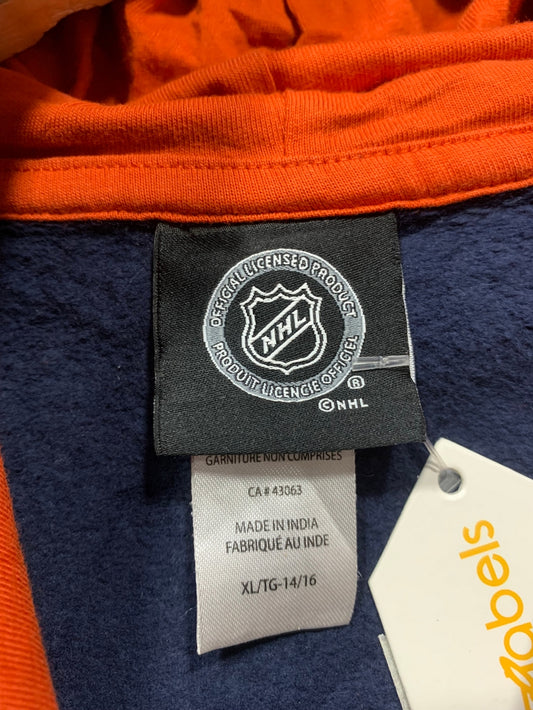 OFFICIAL LICENSED PRODUCT
NHL
PRODUIT LICENCIÉ OFFICIEL
®
© NHL
GARNITURE NON COMPRISES
CA # 43063
MADE IN INDIA
FABRIQUÉ AU INDE
XL/TG-14/16
abels